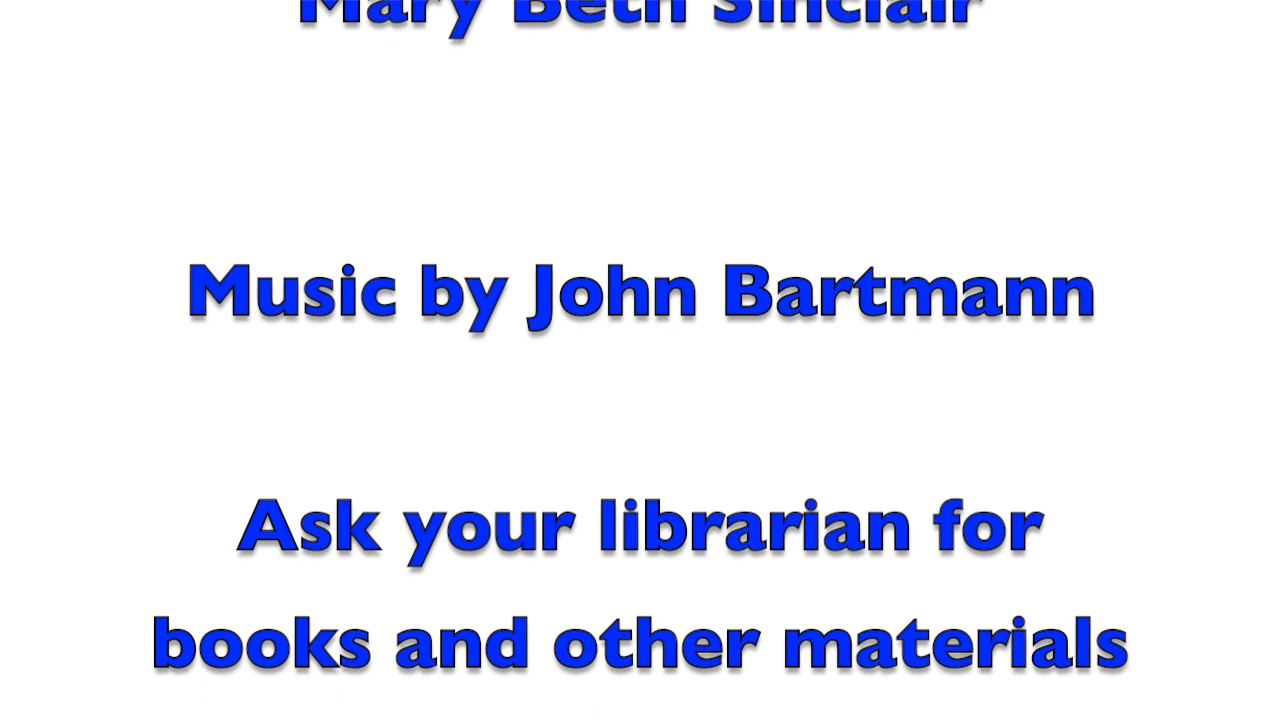 Mary Beth Sinclair
Music by John Bartmann
Ask your librarian for
books and other materials